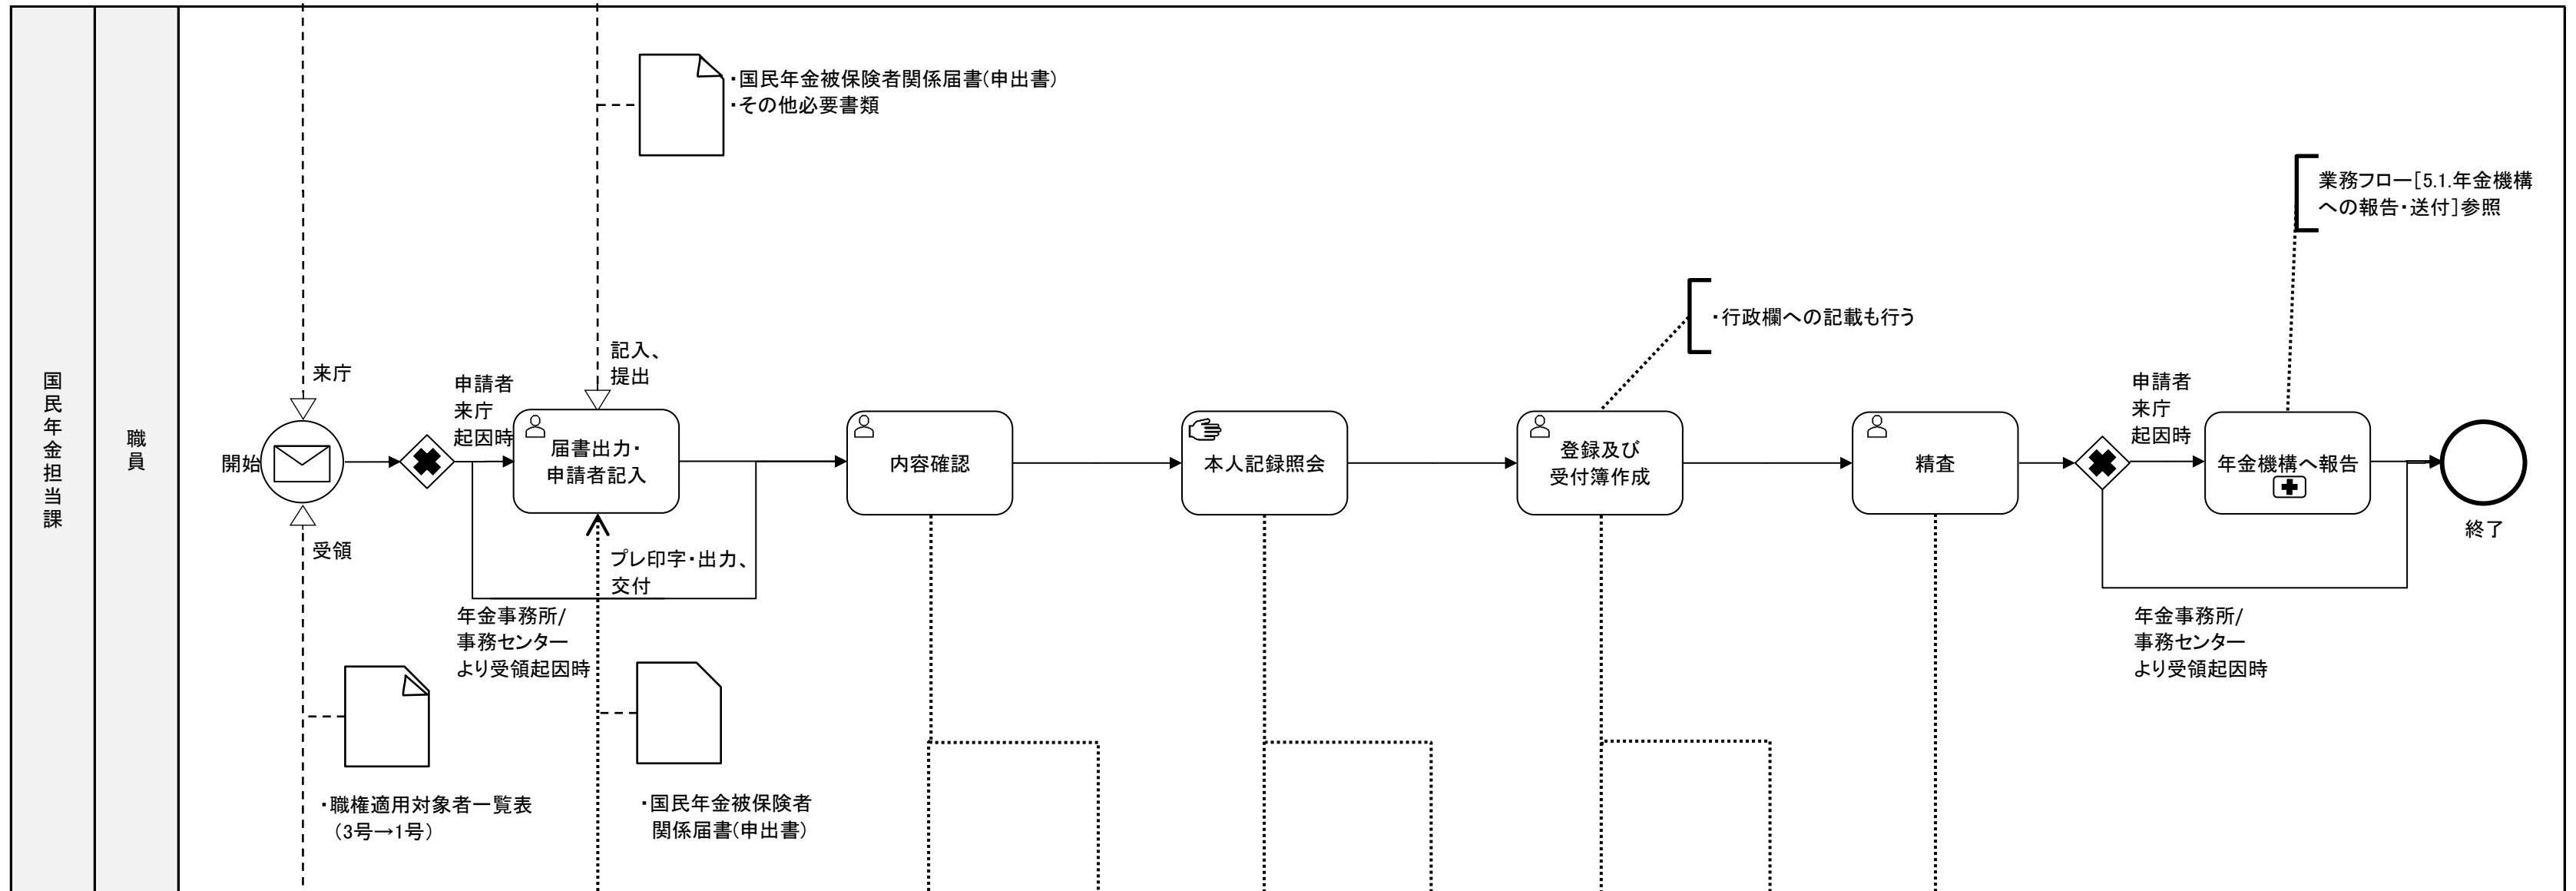 国民年金担当課
職員
・国民年金被保険者関係届書(申出書)
・その他必要書類
業務フロー[5.1.年金機構
への報告・送付]参照
・行政欄への記載も行う
来庁
記入、
提出
申請者
来庁
起因時
申請者
来庁
起因時
開始
届書出力・
申請者記入
内容確認
本人記録照会
登録及び
受付簿作成
精査
年金機構へ報告
終了
受領
プレ印字・出力、
交付
年金事務所/
事務センター
より受領起因時
年金事務所/
事務センター
より受領起因時
・職権適用対象者一覧表
（3号→1号）
・国民年金被保険者
関係届書(申出書)